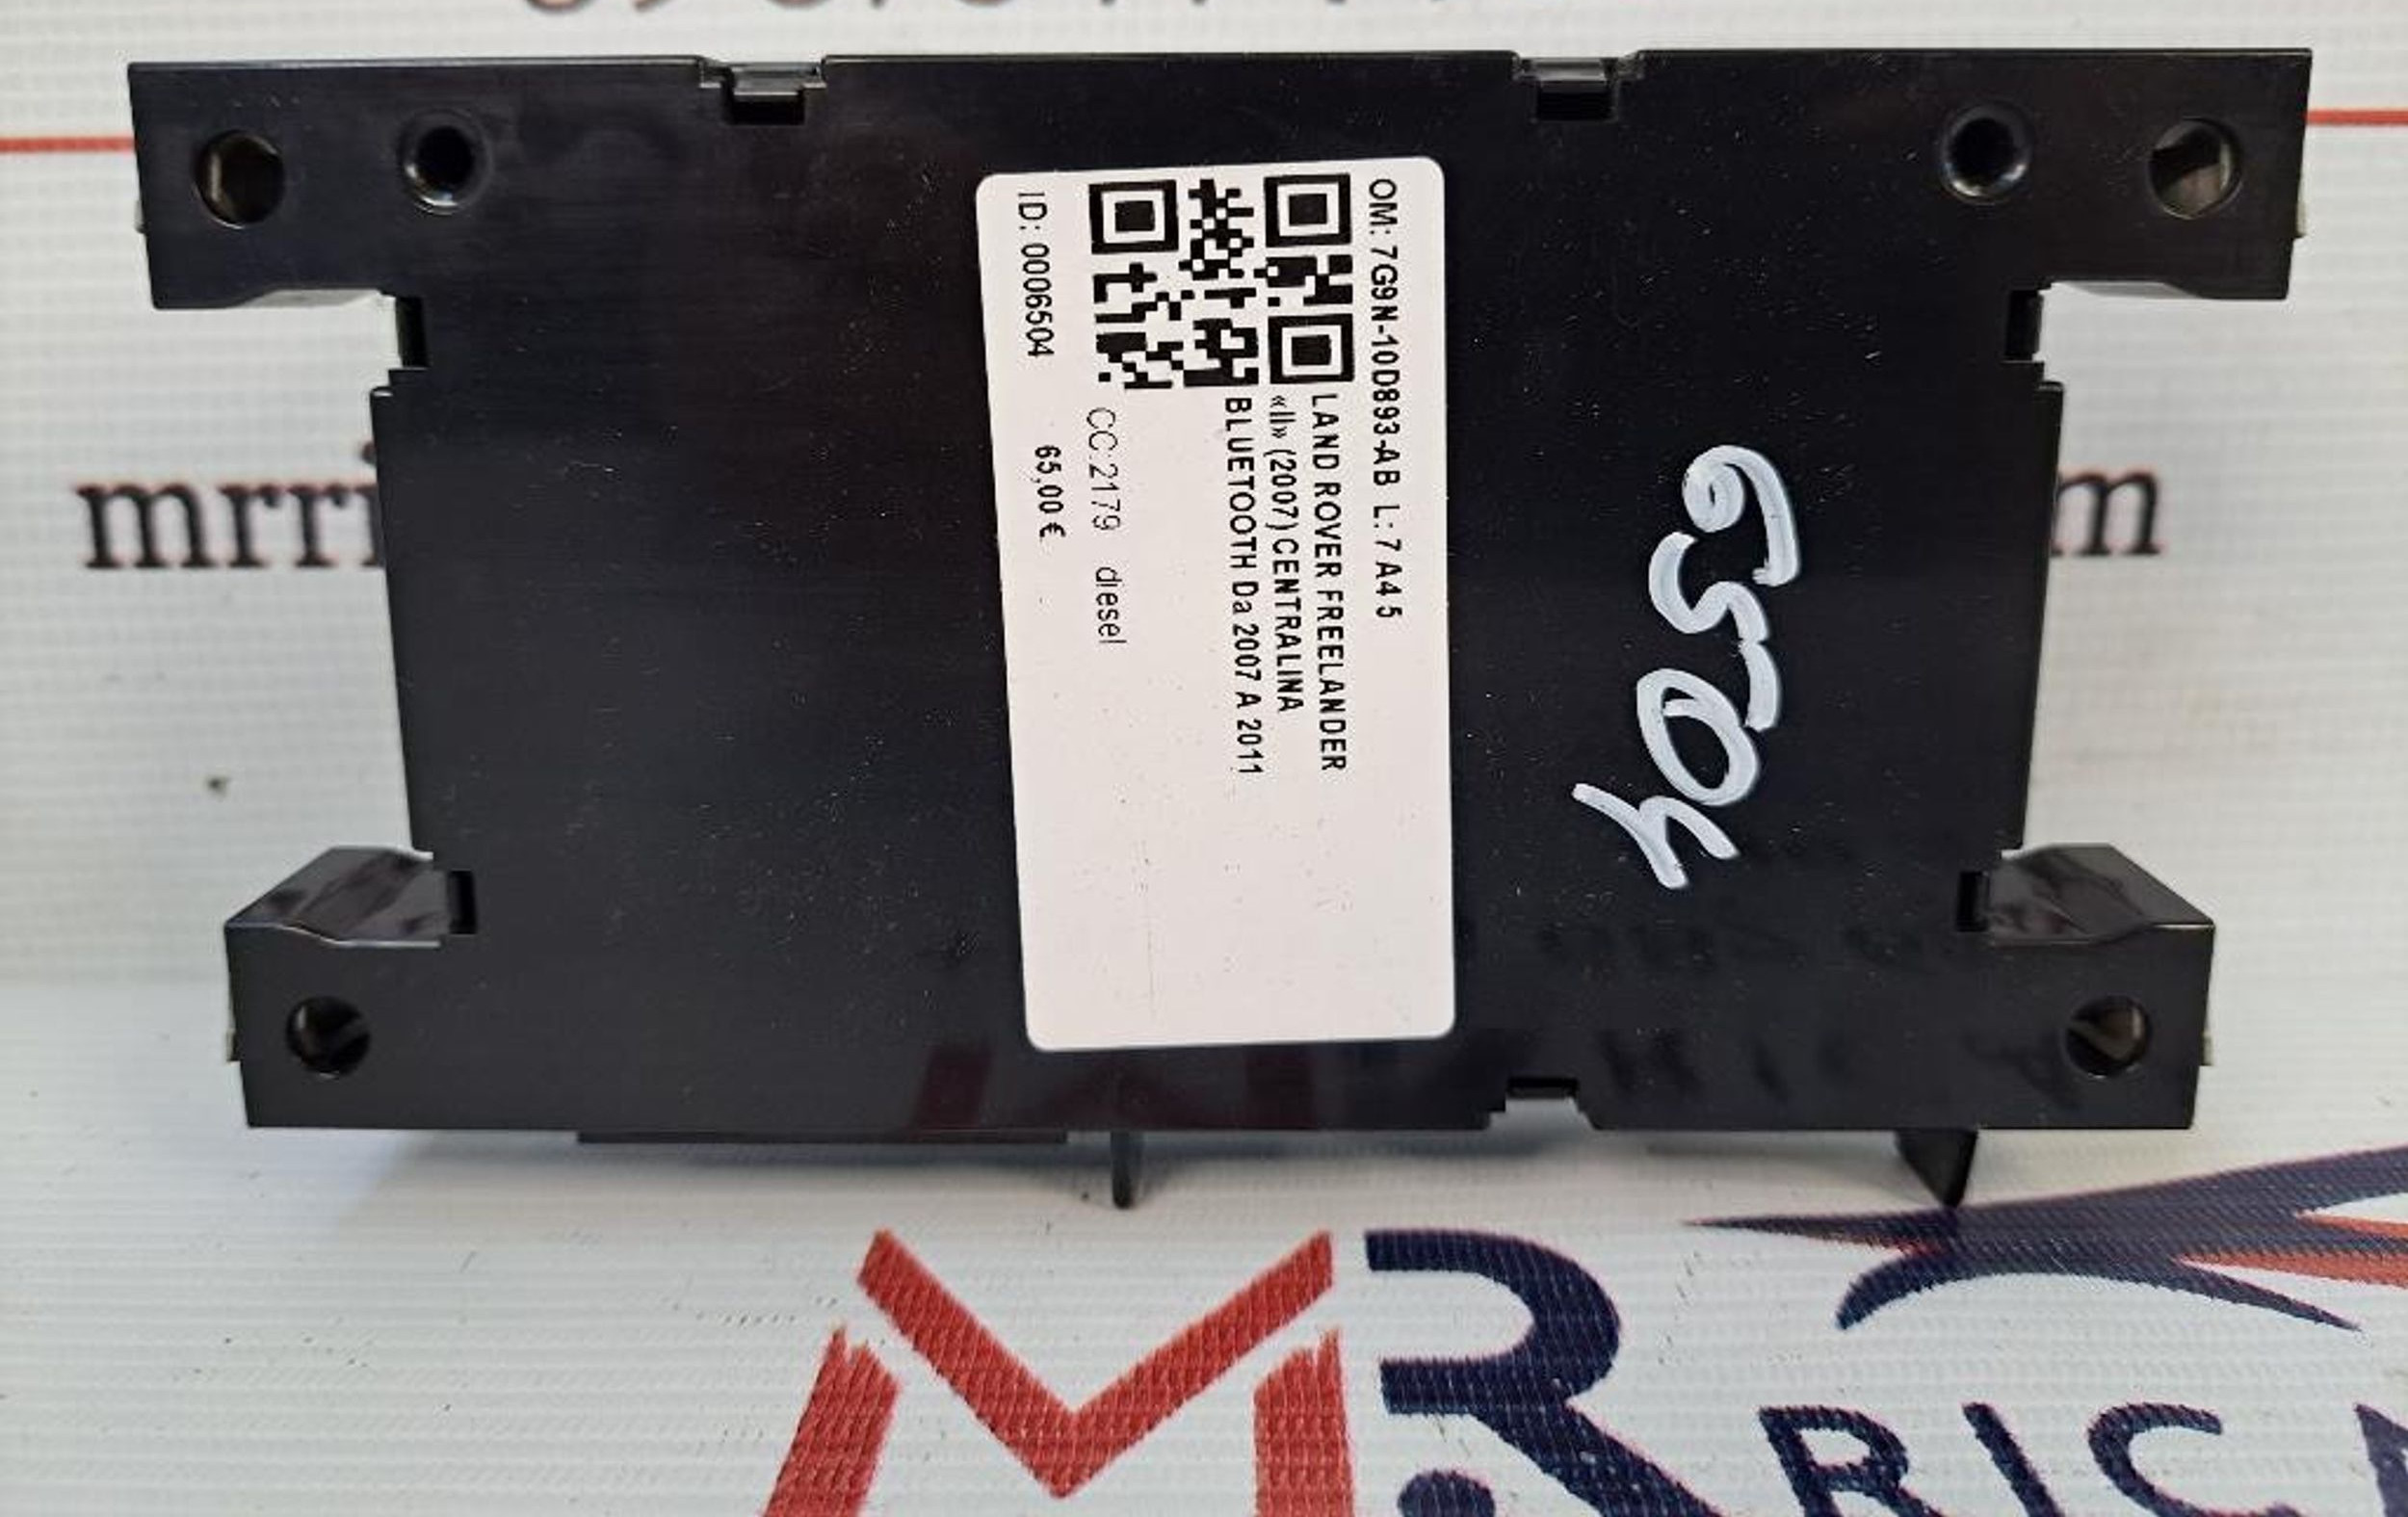 OM: 7G9N-10D893-AB L: 7 A 4 5
LAND ROVER FREELANDER
«II» (2007) CENTRALINA
BLUETOOTH Da 2007 A 2011
CC:2179 diesel
ID: 0006504 65,00 €
6504
mrri
m
MR
RIC